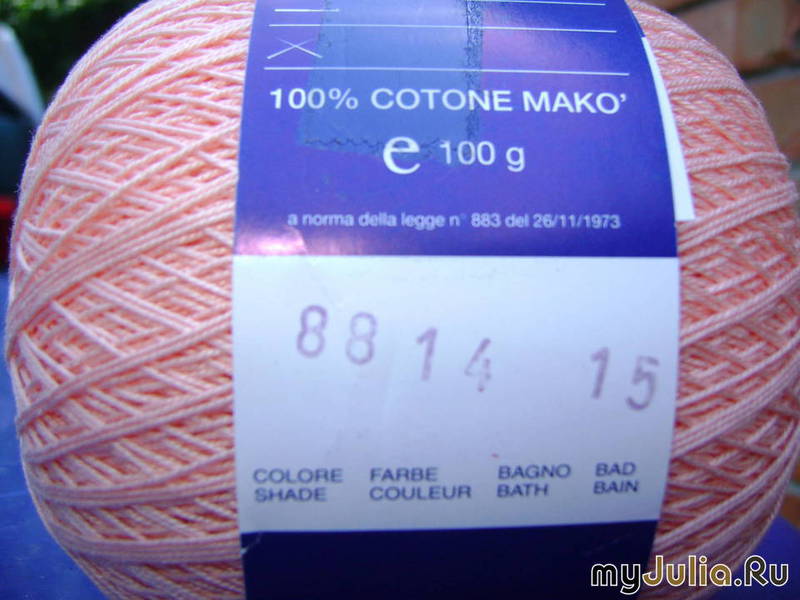 100% COTONE MAKO'
e 100 g
a norma della legge n° 883 del 26/11/1973
8814 15
COLORE FARBE BAGNO BAD
SHADE COULEUR BATH BAIN
myJulia.Ru